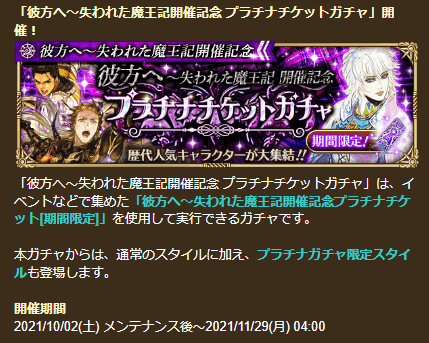 「彼方へ～失われた魔王記開催記念 プラチナチケットガチャ」開
催！
彼方へ～失われた魔王記開催記念
彼方へ～失われた魔王記 開催記念
プラチナチケットガチャ
期間限定！
歴代人気キャラクターが大集結!!
「彼方へ～失われた魔王記開催記念 プラチナチケットガチャ」は、イ
ベントなどで集めた「彼方へ～失われた魔王記開催記念プラチナチケ
ット[期間限定]」を使用して実行できるガチャです。
本ガチャからは、通常のスタイルに加え、プラチナガチャ限定スタイ
ルも登場します。
開催期間
2021/10/02(土) メンテナンス後～2021/11/29(月) 04:00